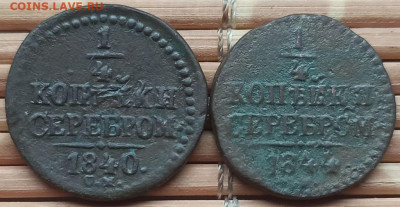 COINS.LAVE.RU
1/4
КОПѢЙКИ
СЕРЕБРОМ
1840.
1/4
КОПѢЙКИ
СЕРЕБРОМ